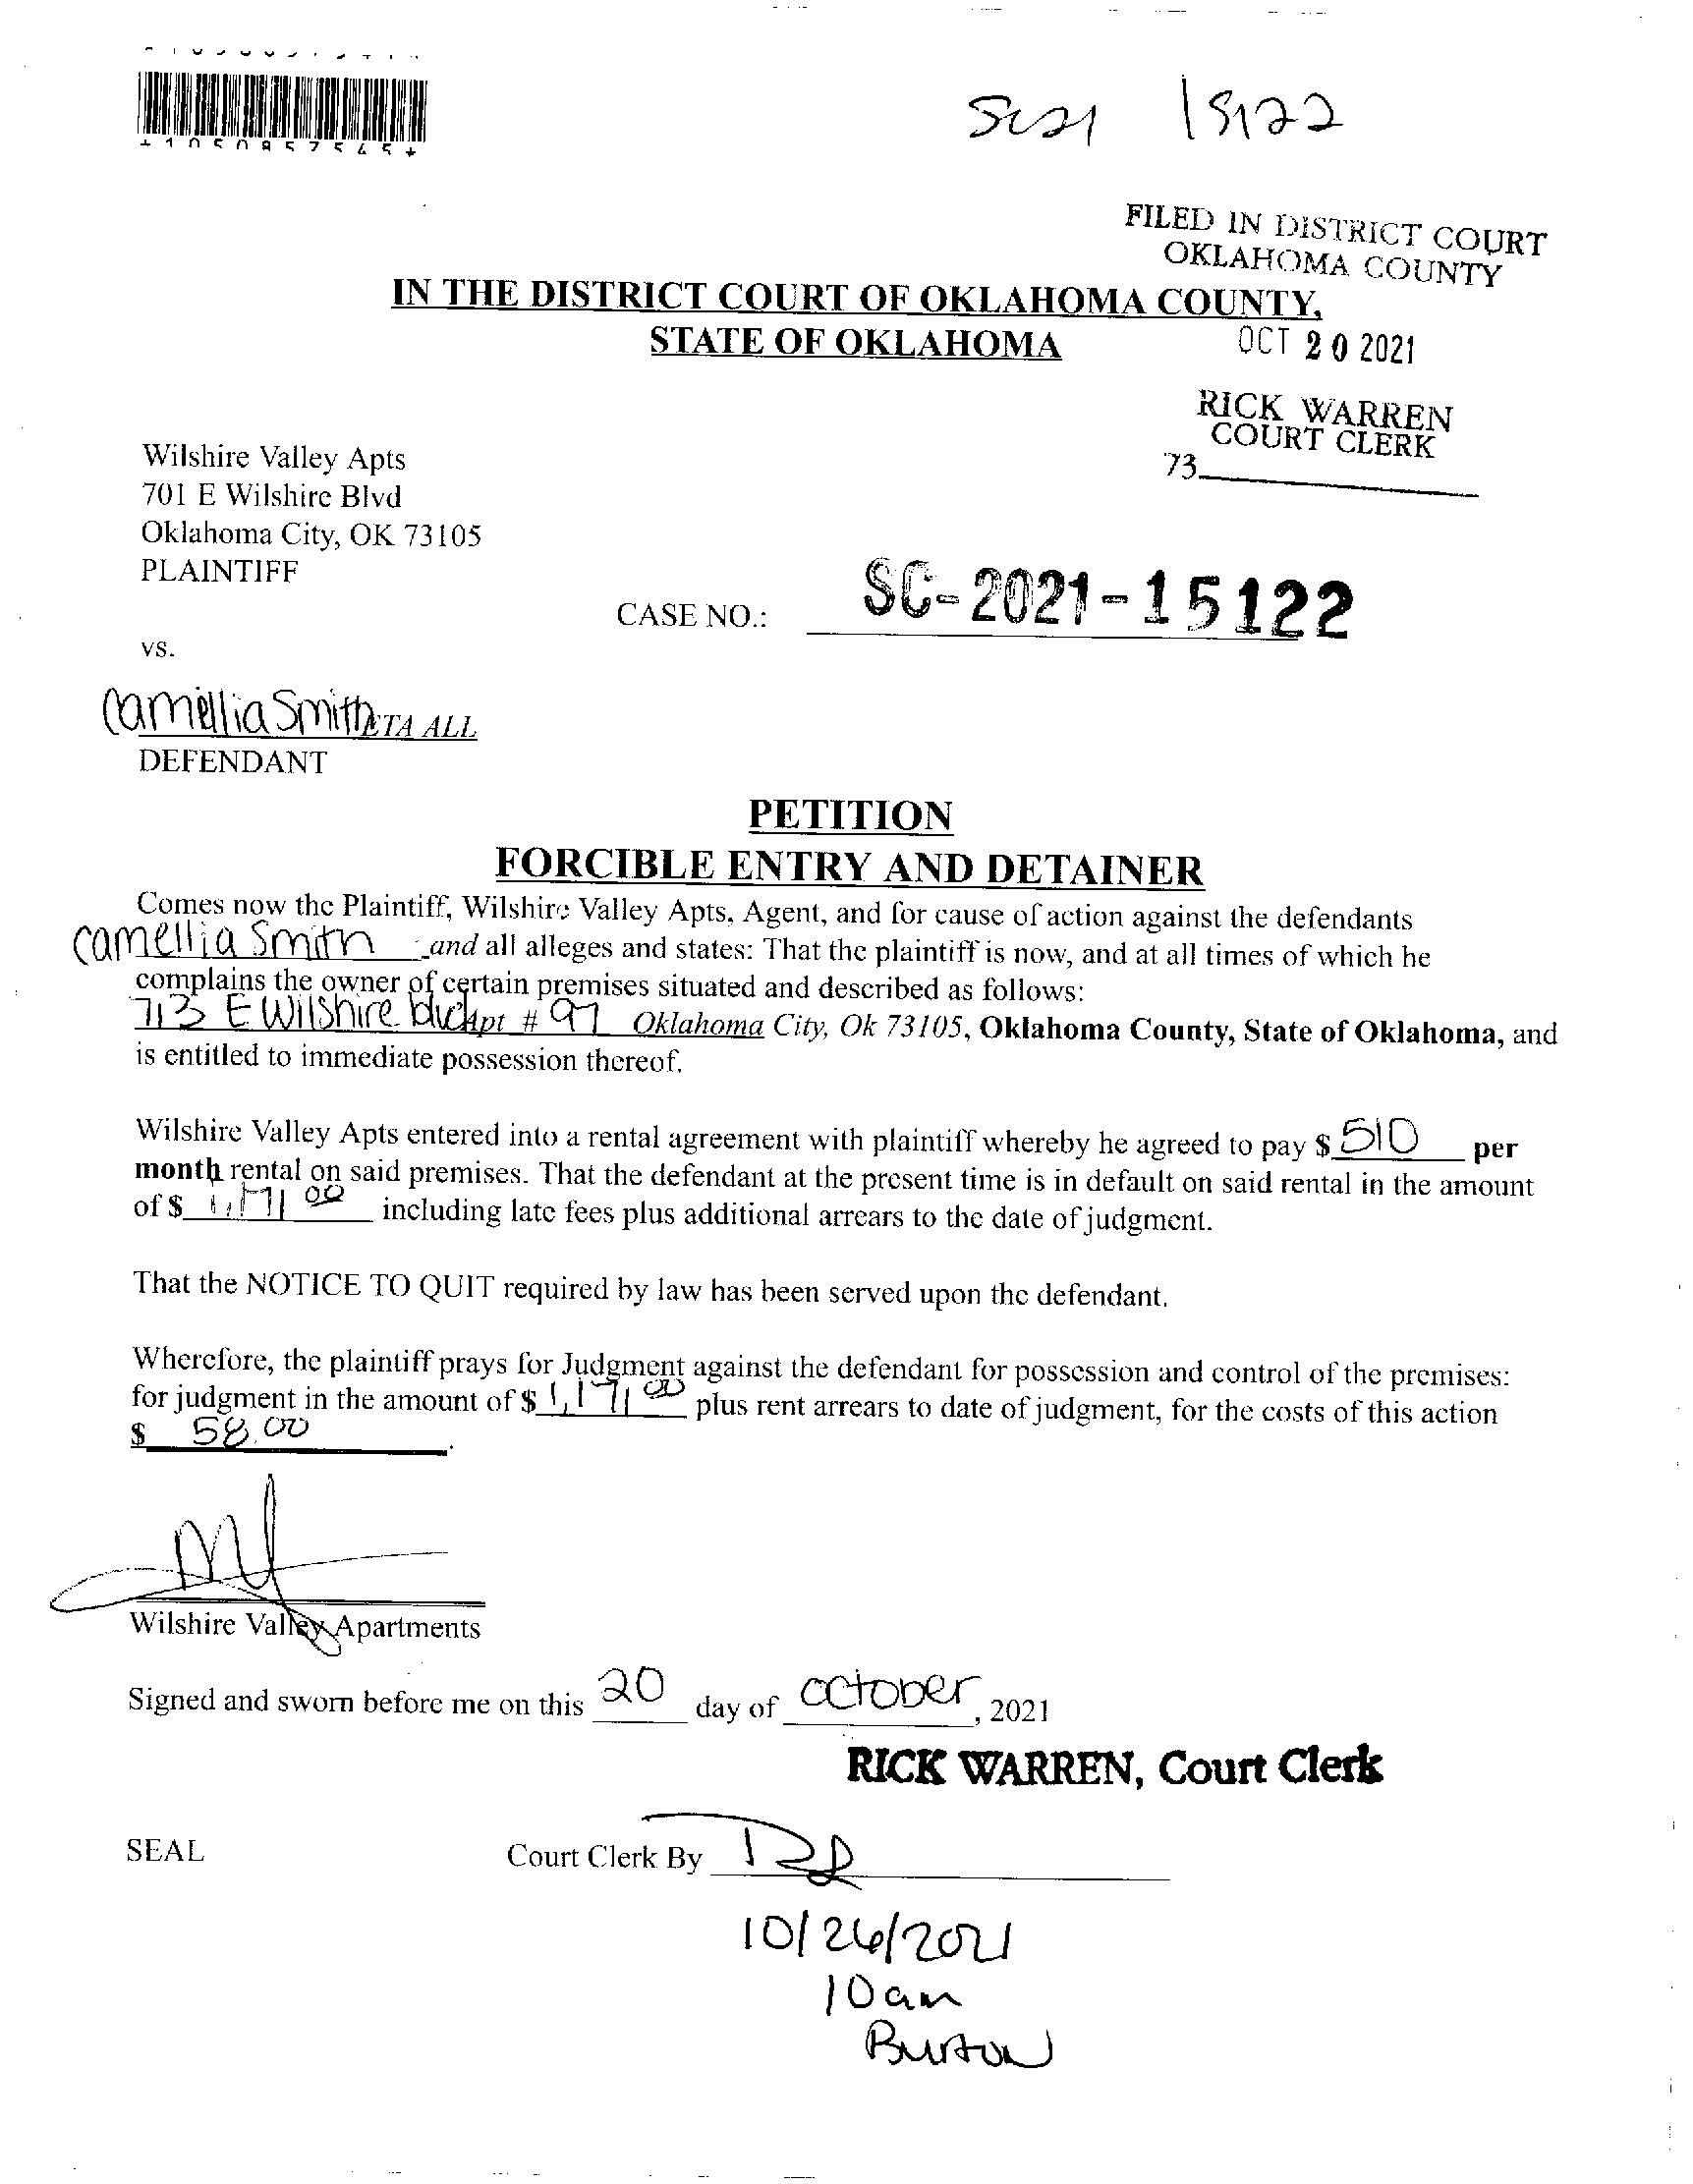 SC21 15122
FILED IN DISTRICT COURT
OKLAHOMA COUNTY
IN THE DISTRICT COURT OF OKLAHOMA COUNTY,
STATE OF OKLAHOMA
OCT 20 2021
RICK WARREN
COURT CLERK
73
Wilshire Valley Apts
701 E Wilshire Blvd
Oklahoma City, OK 73105
PLAINTIFF
CASE NO.: SC-2021-15122
vs.
Camellia Smith ETA ALL
DEFENDANT
PETITION
FORCIBLE ENTRY AND DETAINER
Comes now the Plaintiff, Wilshire Valley Apts, Agent, and for cause of action against the defendants
Camellia Smith and all alleges and states: That the plaintiff is now, and at all times of which he
complains the owner of certain premises situated and described as follows:
713 E Wilshire blvd Apt # 97 Oklahoma City, Ok 73105, Oklahoma County, State of Oklahoma, and
is entitled to immediate possession thereof.
Wilshire Valley Apts entered into a rental agreement with plaintiff whereby he agreed to pay $ 510 per
month rental on said premises. That the defendant at the present time is in default on said rental in the amount
of $ 1,171 00 including late fees plus additional arrears to the date of judgment.
That the NOTICE TO QUIT required by law has been served upon the defendant.
Wherefore, the plaintiff prays for Judgment against the defendant for possession and control of the premises:
for judgment in the amount of $ 1,171 00 plus rent arrears to date of judgment, for the costs of this action
$ 58.00
Wilshire Valley Apartments
Signed and sworn before me on this 20 day of October, 2021
RICK WARREN, Court Clerk
SEAL
Court Clerk By
10/26/2021
10am
Burton